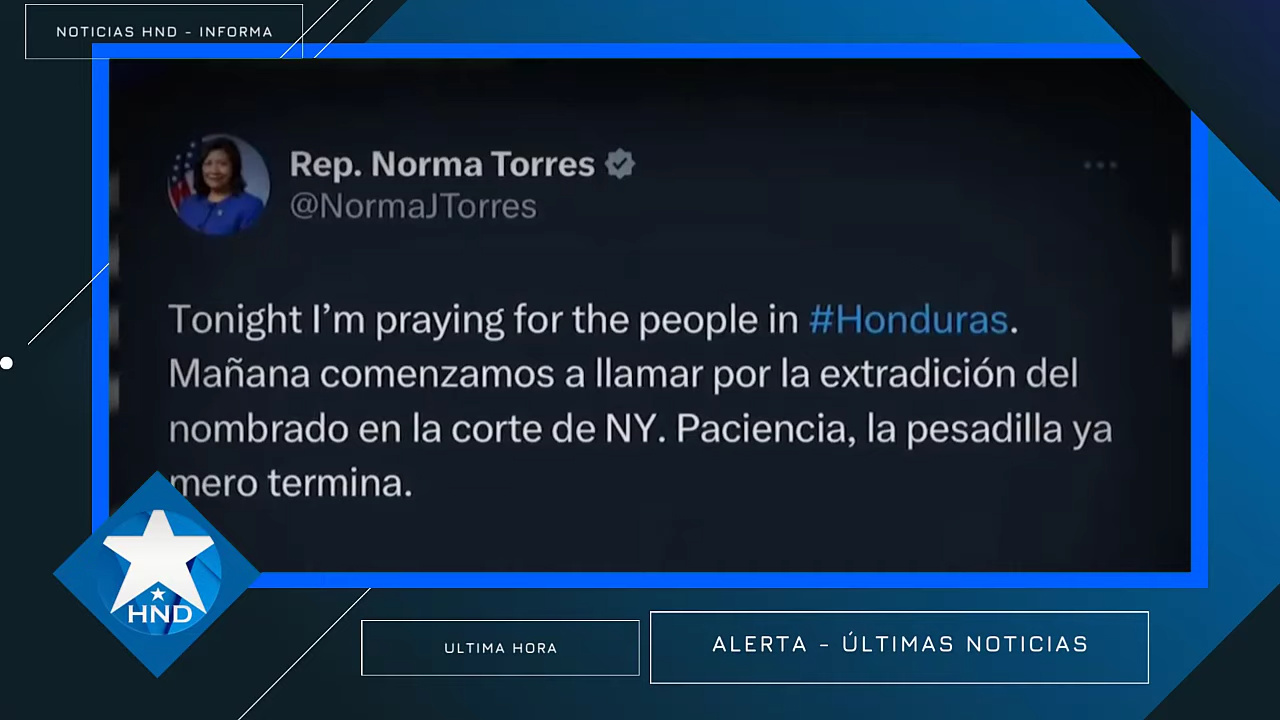 NOTICIAS HND - INFORMA
Rep. Norma Torres
@NormaJTorres
Tonight I'm praying for the people in #Honduras.
Mañana comenzamos a llamar por la extradición del
nombrado en la corte de NY. Paciencia, la pesadilla ya
mero termina.
HND
ULTIMA HORA
ALERTA - ÚLTIMAS NOTICIAS